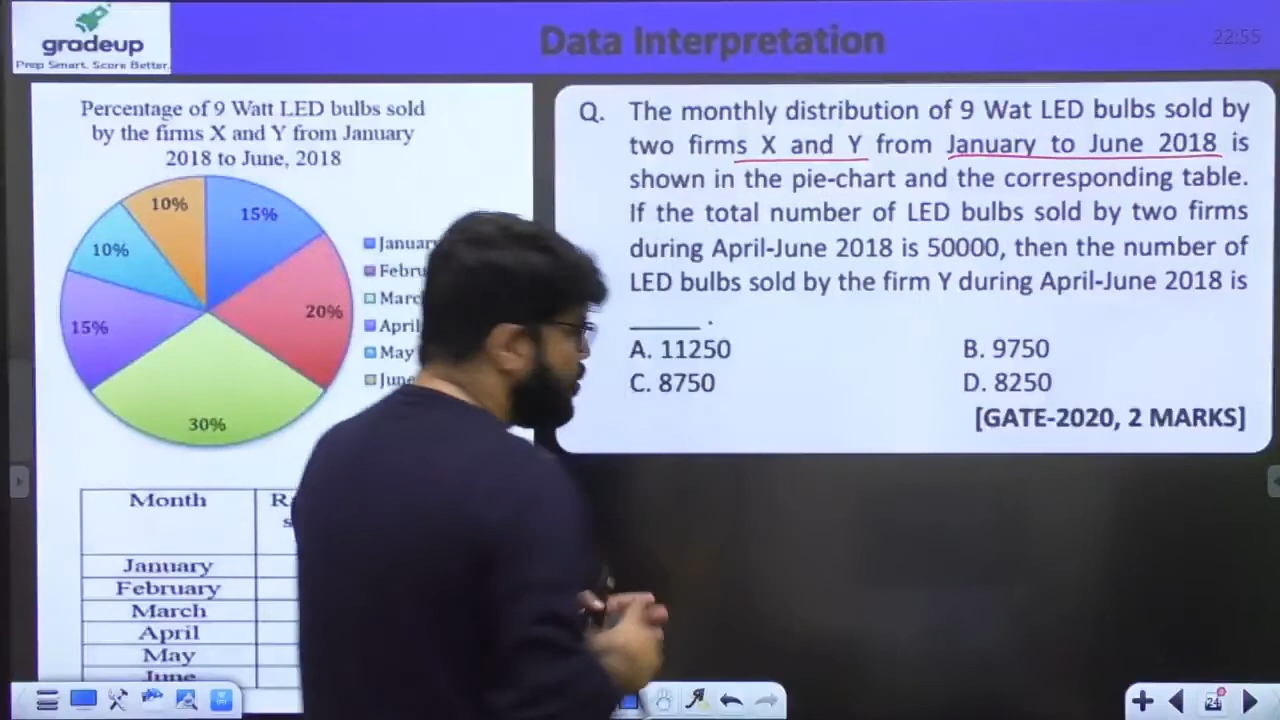 gradeup
Prep Smart. Score Better.
Data Interpretation
22:55
Percentage of 9 Watt LED bulbs sold
by the firms X and Y from January
2018 to June, 2018
10%
15%
10%
20%
15%
30%
January
Febru
Marc
April
May
June
Month
January
February
March
April
May
June
Q. The monthly distribution of 9 Wat LED bulbs sold by
two firms X and Y from January to June 2018 is
shown in the pie-chart and the corresponding table.
If the total number of LED bulbs sold by two firms
during April-June 2018 is 50000, then the number of
LED bulbs sold by the firm Y during April-June 2018 is
______.
A. 11250 B. 9750
C. 8750 D. 8250
[GATE-2020, 2 MARKS]
24